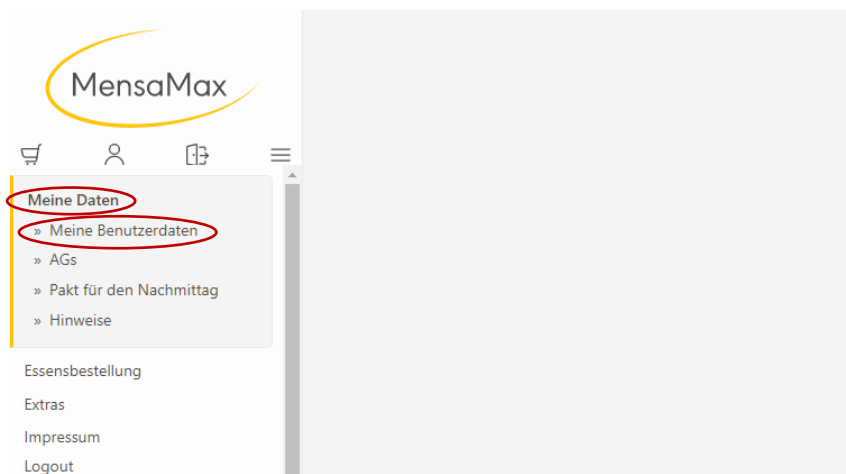 MensaMax
Meine Daten
» Meine Benutzerdaten
» AGs
» Pakt für den Nachmittag
» Hinweise
Essensbestellung
Extras
Impressum
Logout